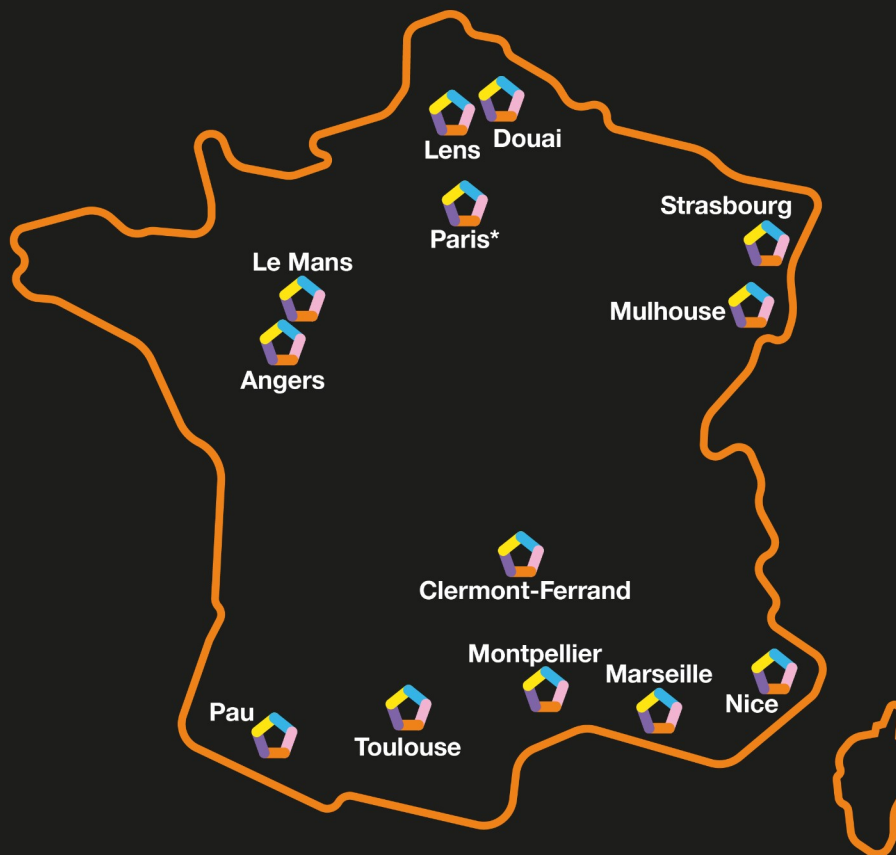 Lens
Douai
Paris*
Strasbourg
Le Mans
Mulhouse
Angers
Clermont-Ferrand
Montpellier
Marseille
Nice
Pau
Toulouse